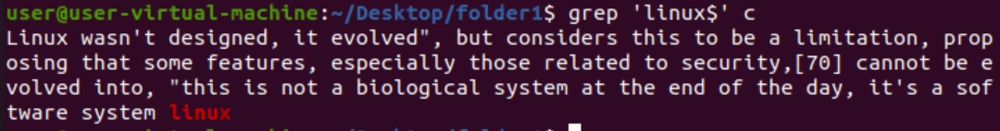 user@user-virtual-machine:~/Desktop/folder1$ grep 'linux$' c
Linux wasn't designed, it evolved", but considers this to be a limitation, prop
osing that some features, especially those related to security,[70] cannot be e
volved into, "this is not a biological system at the end of the day, it's a sof
tware system linux